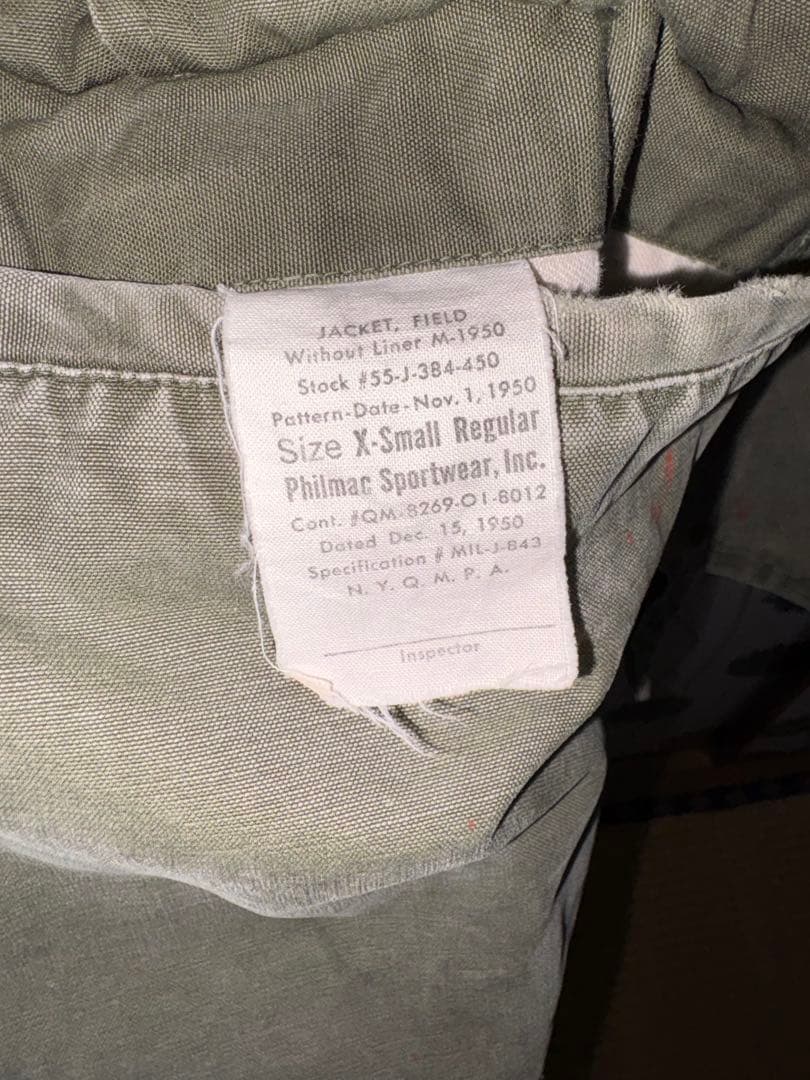 JACKET, FIELD
Without Liner M-1950
Stock #55-J-384-450
Pattern-Date-Nov. 1, 1950
Size X-Small Regular
Philmac Sportwear, Inc.
Cont. #QM-8269-OI-8012
Dated Dec. 15, 1950
Specification # MIL-J-843
N. Y. Q. M. P. A.
Inspector